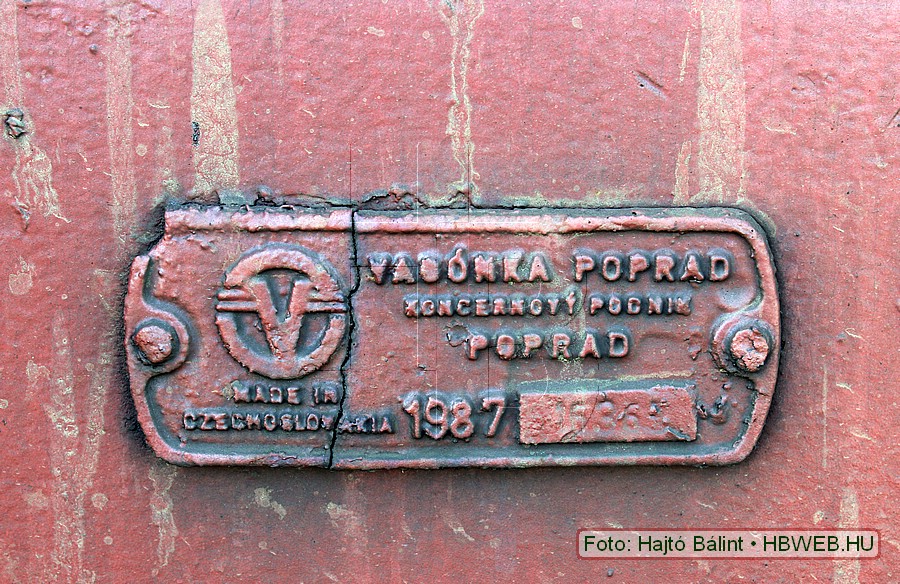 V
MADE IN
CZECHOSLOVAKIA
VAGÓNKA POPRAD
KONCERNOVÝ PODNIK
POPRAD
1987
Foto: Hajtó Bálint • HBWEB.HU